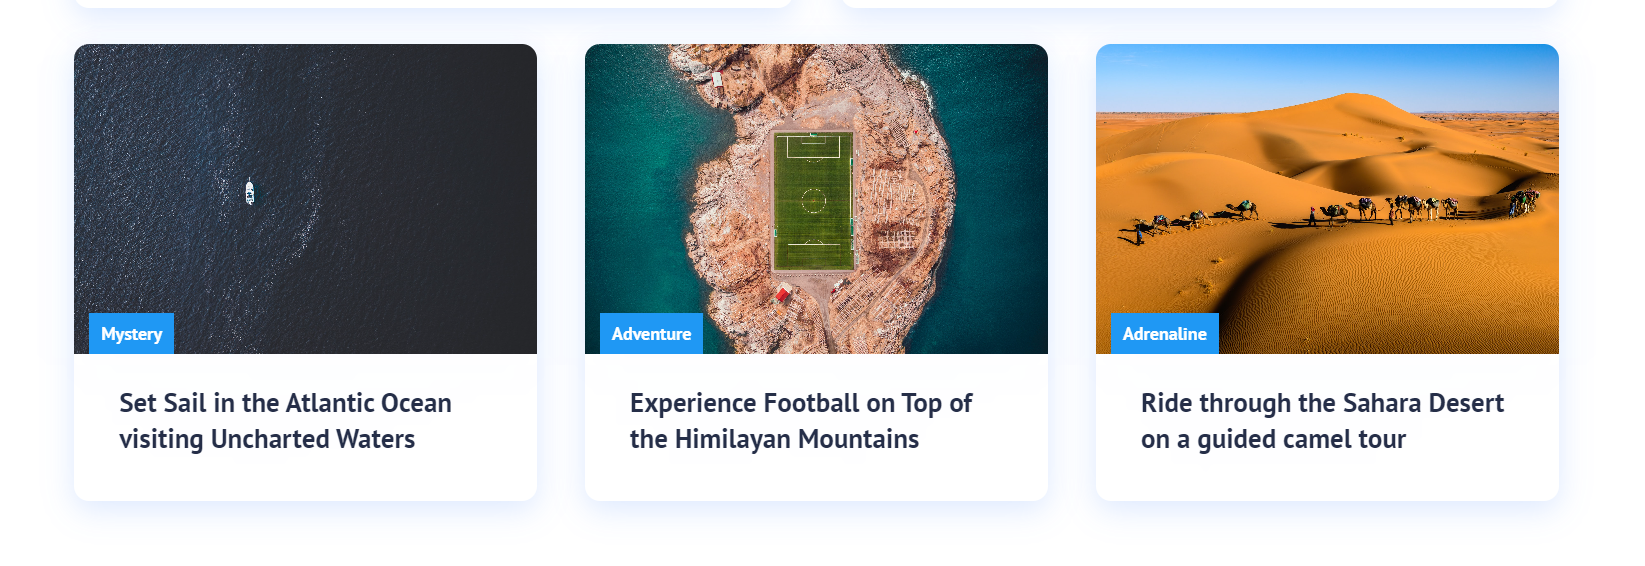 Mystery
Set Sail in the Atlantic Ocean
visiting Uncharted Waters
Adventure
Experience Football on Top of
the Himilayan Mountains
Adrenaline
Ride through the Sahara Desert
on a guided camel tour